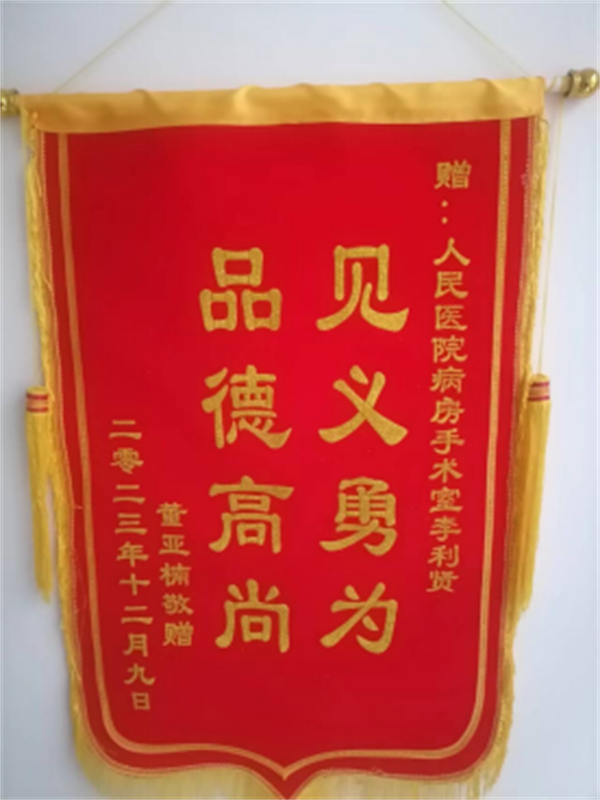 赠：人民医院病房手术室李利贤
见义勇为
品德高尚
董亚楠敬赠
二零二三年十二月九日